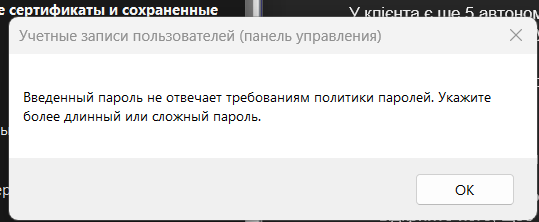 е сертификаты и сохраненные
У клієнта є ще 5 автоном
Учетные записи пользователей (панель управления)
Введенный пароль не отвечает требованиям политики паролей. Укажите
более длинный или сложный пароль.
ОК